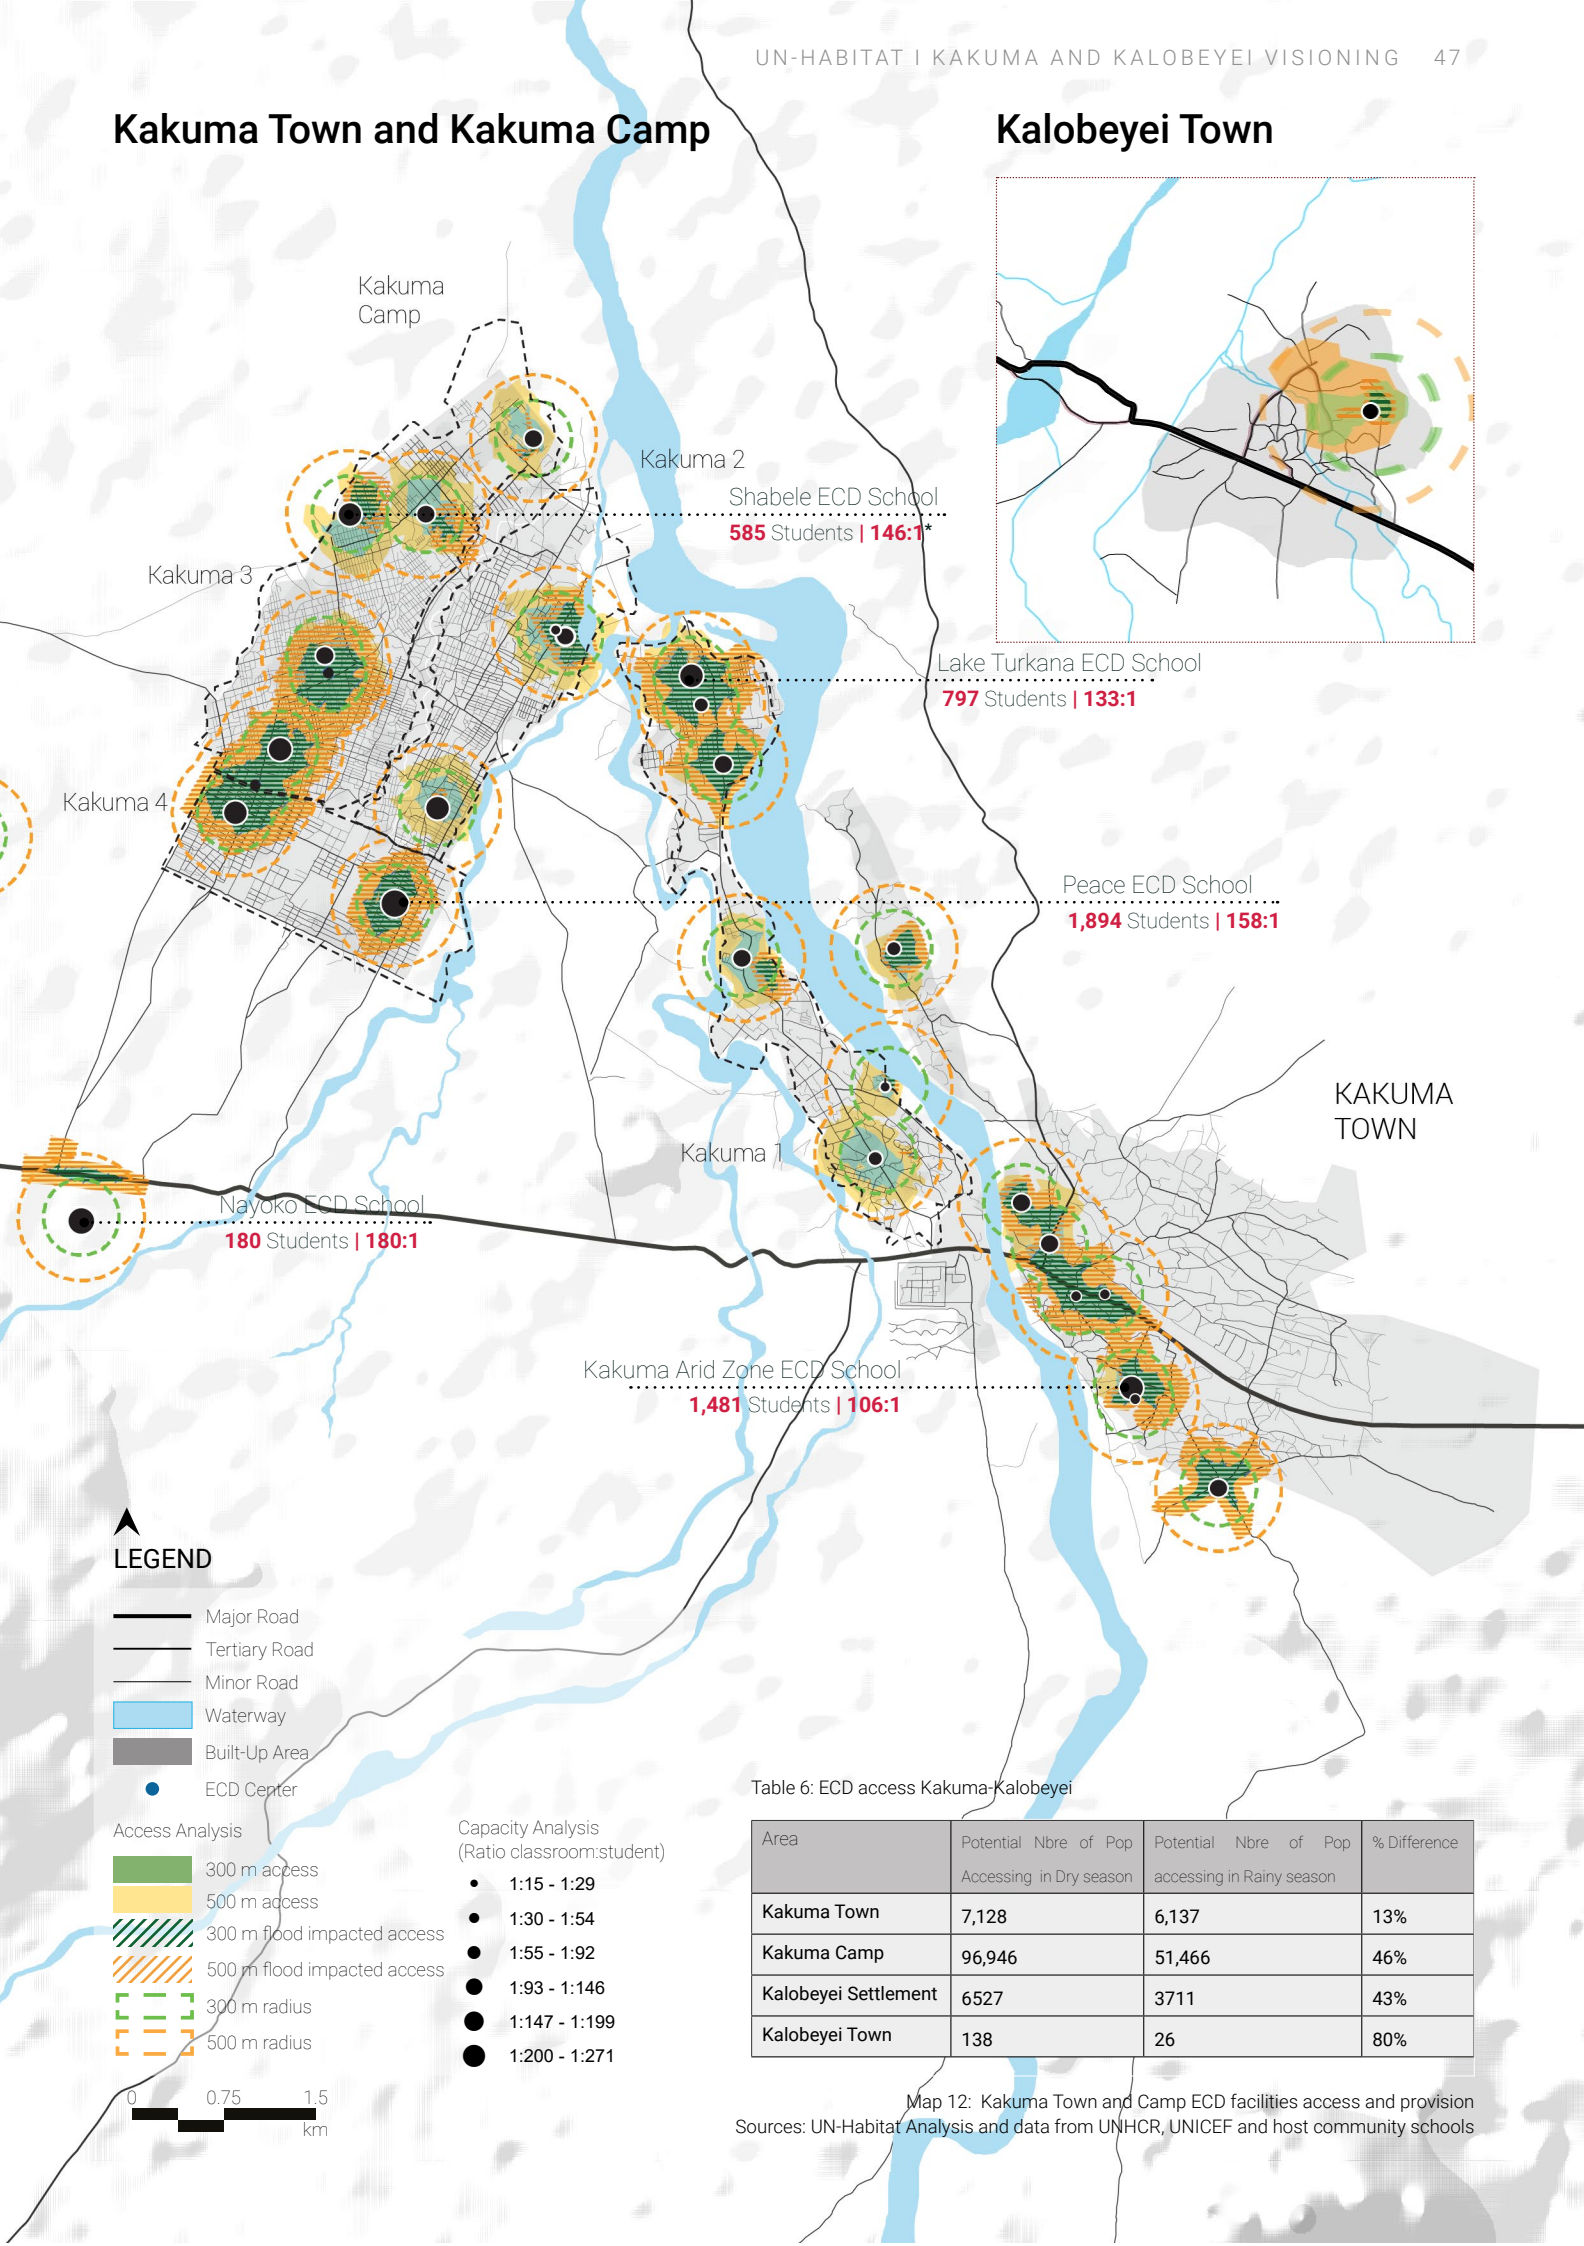 UN-HABITAT I KAKUMA AND KALOBEYEI VISIONING 47
Kakuma Town and Kakuma Camp
Kalobeyei Town
Kakuma
Camp
Kakuma 2
Shabele ECD School
585 Students | 146:1*
Kakuma 3
Lake Turkana ECD School
797 Students | 133:1
Kakuma 4
Peace ECD School
1,894 Students | 158:1
KAKUMA
TOWN
Kakuma 1
Nayoko ECD School
180 Students | 180:1
Kakuma Arid Zone ECD School
1,481 Students | 106:1
LEGEND
Major Road
Tertiary Road
Minor Road
Waterway
Built-Up Area
ECD Center
Access Analysis
300 m access
500 m access
300 m flood impacted access
500 m flood impacted access
300 m radius
500 m radius
0 0.75 1.5
km
Capacity Analysis
(Ratio classroom:student)
1:15 - 1:29
1:30 - 1:54
1:55 - 1:92
1:93 - 1:146
1:147 - 1:199
1:200 - 1:271
Table 6: ECD access Kakuma-Kalobeyei
Area
Potential Nbre of Pop
Accessing in Dry season
Potential Nbre of Pop
accessing in Rainy season
% Difference
Kakuma Town 7,128 6,137 13%
Kakuma Camp 96,946 51,466 46%
Kalobeyei Settlement 6527 3711 43%
Kalobeyei Town 138 26 80%
Map 12: Kakuma Town and Camp ECD facilities access and provision
Sources: UN-Habitat Analysis and data from UNHCR, UNICEF and host community schools